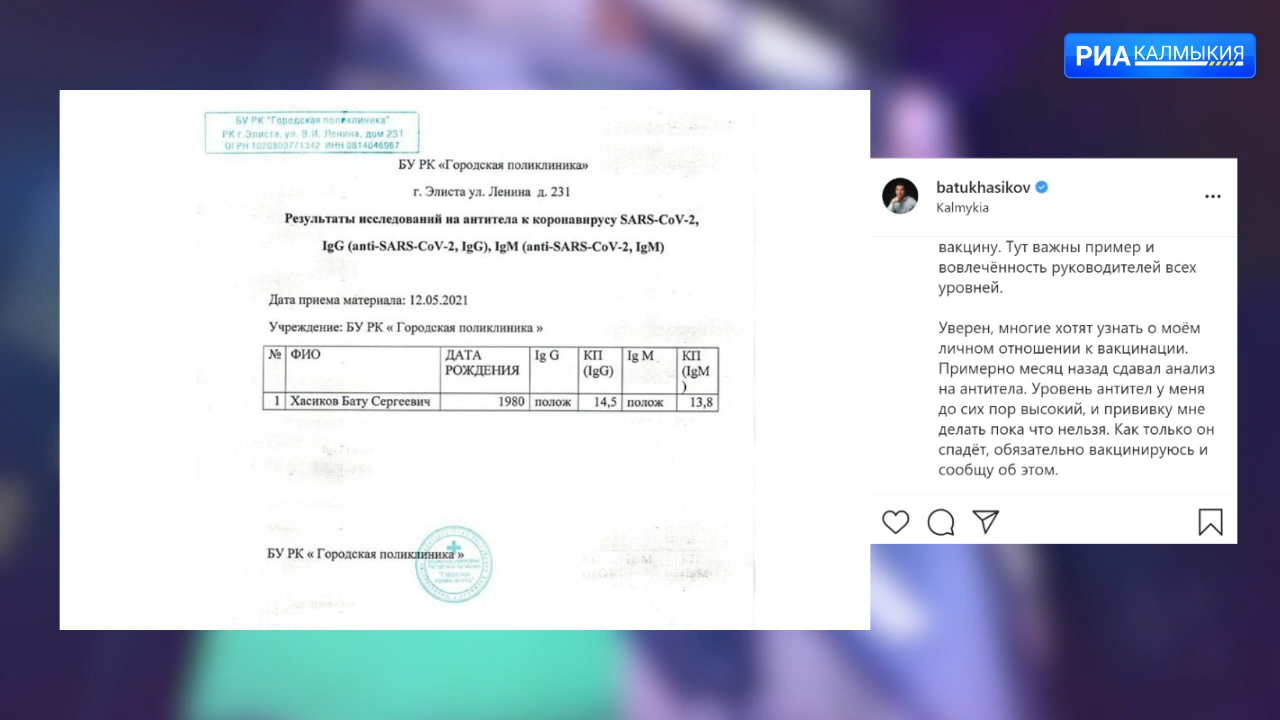 РИА КАЛМЫКИЯ
БУ РК "Городская поликлиника"
РК г.Элиста, ул. В.И. Ленина, дом 231
ОГРН 1020800771342 ИНН 0814046967
БУ РК «Городская поликлиника»
г. Элиста ул. Ленина д. 231
Результаты исследований на антитела к коронавирусу SARS-CoV-2,
IgG (anti-SARS-CoV-2, IgG), IgM (anti-SARS-CoV-2, IgM)
Дата приема материала: 12.05.2021
Учреждение: БУ РК « Городская поликлиника »
№ ФИО ДАТА РОЖДЕНИЯ Ig G КП (IgG) Ig M КП (IgM )
1 Хасиков Бату Сергеевич 1980 полож 14,5 полож 13,8
БУ РК « Городская поликлиника »
batukhasikov
Kalmykia
вакцину. Тут важны пример и
вовлечённость руководителей всех
уровней.
Уверен, многие хотят узнать о моём
личном отношении к вакцинации.
Примерно месяц назад сдавал анализ
на антитела. Уровень антител у меня
до сих пор высокий, и прививку мне
делать пока что нельзя. Как только он
спадёт, обязательно вакцинируюсь и
сообщу об этом.